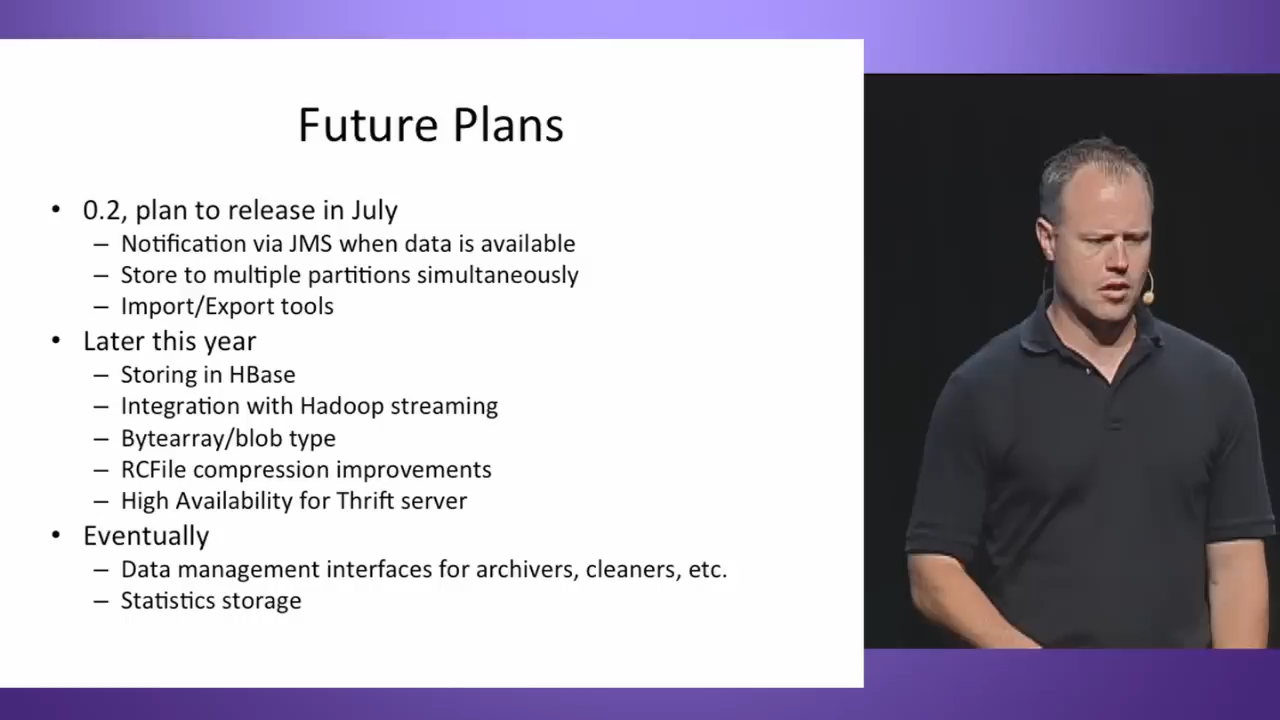 Future Plans
• 0.2, plan to release in July
– Notification via JMS when data is available
– Store to multiple partitions simultaneously
– Import/Export tools
• Later this year
– Storing in HBase
– Integration with Hadoop streaming
– Bytearray/blob type
– RCFile compression improvements
– High Availability for Thrift server
• Eventually
– Data management interfaces for archivers, cleaners, etc.
– Statistics storage